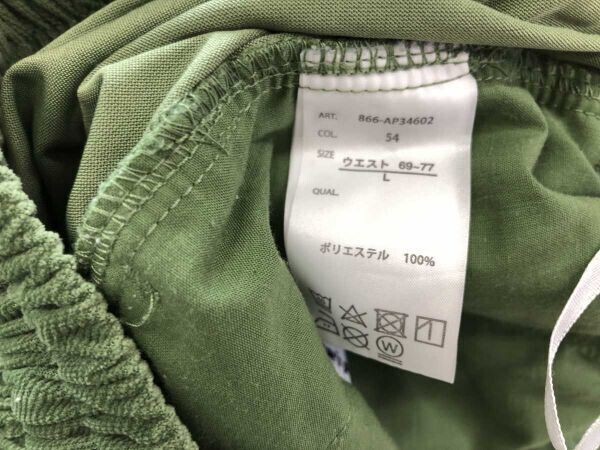 ART. B66-AP34602
COL. 54
SIZE ウエスト 69~77
L
QUAL.
ポリエステル 100%
W